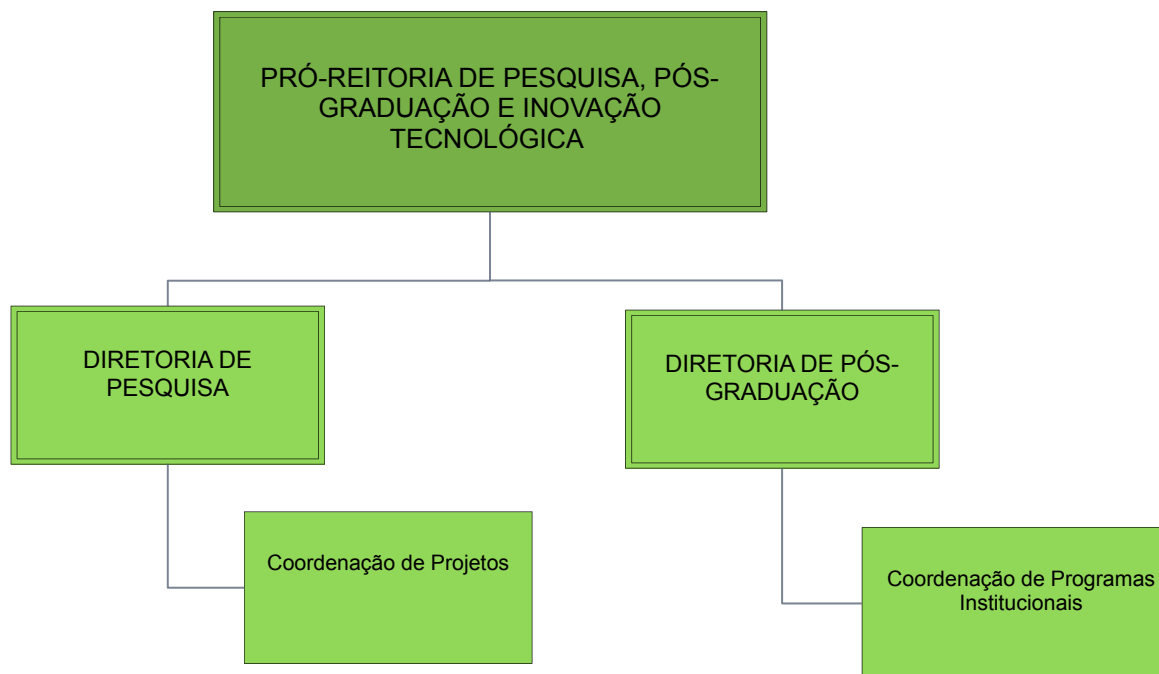 PRÓ-REITORIA DE PESQUISA, PÓS-
GRADUAÇÃO E INOVAÇÃO
TECNOLÓGICA
DIRETORIA DE
PESQUISA
DIRETORIA DE PÓS-
GRADUAÇÃO
Coordenação de Projetos
Coordenação de Programas
Institucionais